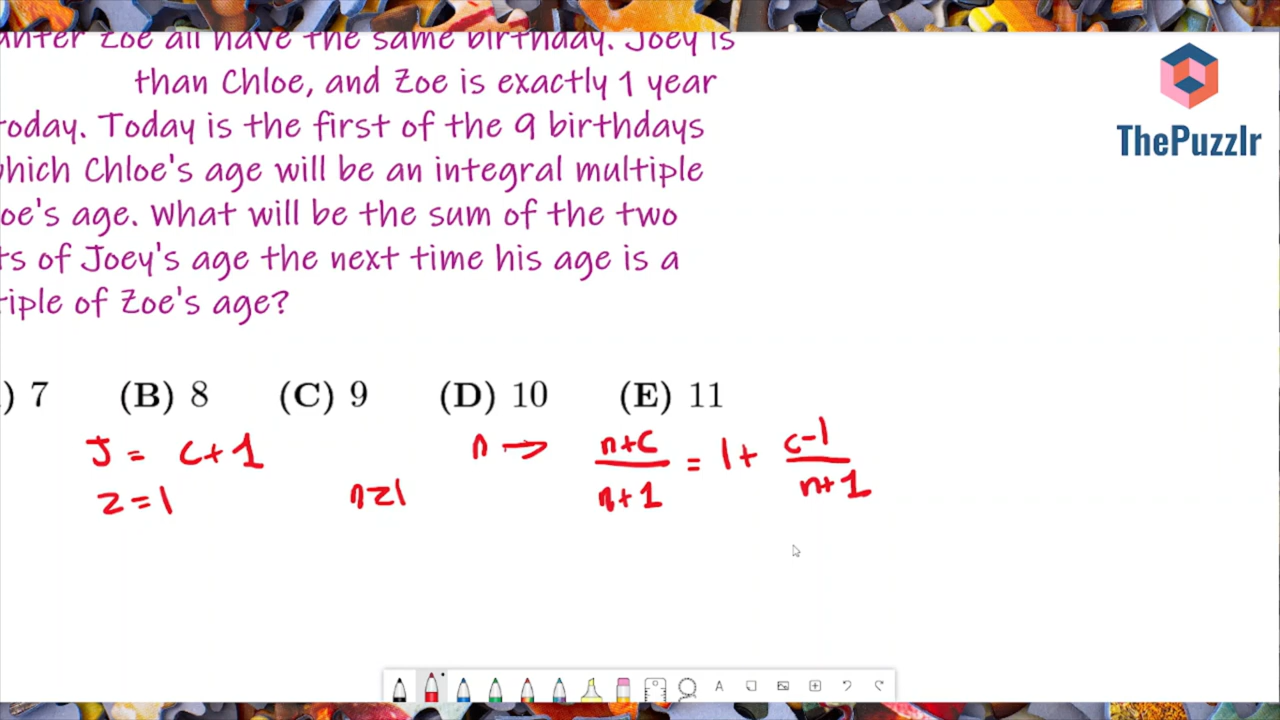 Zoe all have the same birthday. Joey is
than Chloe, and Zoe is exactly 1 year
today. Today is the first of the 9 birthdays
which Chloe's age will be an integral multiple
oe's age. What will be the sum of the two
ts of Joey's age the next time his age is a
tiple of Zoe's age?
ThePuzzlr
) 7 (B) 8 (C) 9 (D) 10 (E) 11
J = C+1
z=1
n=1
n → n+C / n+1 = 1 + C-1 / n+1
A